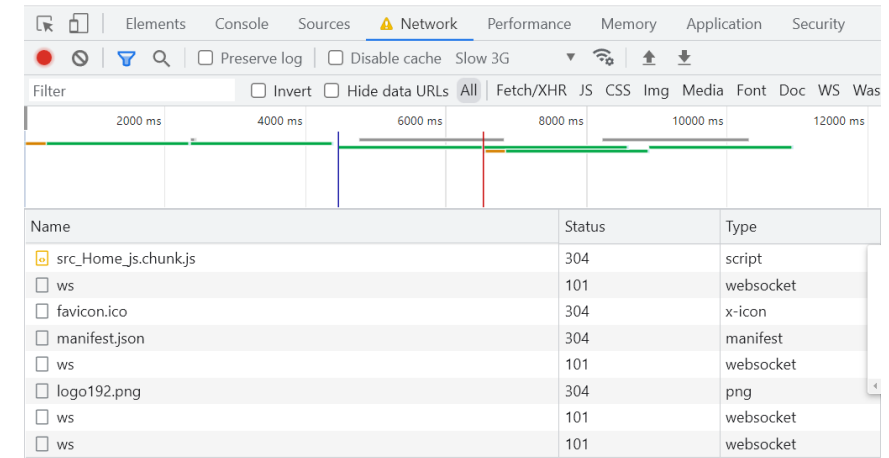 Elements Console Sources Network Performance Memory Application Security
Preserve log Disable cache Slow 3G
Filter Invert Hide data URLs All Fetch/XHR JS CSS Img Media Font Doc WS Was
2000 ms 4000 ms 6000 ms 8000 ms 10000 ms 12000 ms
Name Status Type
src_Home_js.chunk.js 304 script
ws 101 websocket
favicon.ico 304 x-icon
manifest.json 304 manifest
ws 101 websocket
logo192.png 304 png
ws 101 websocket
ws 101 websocket